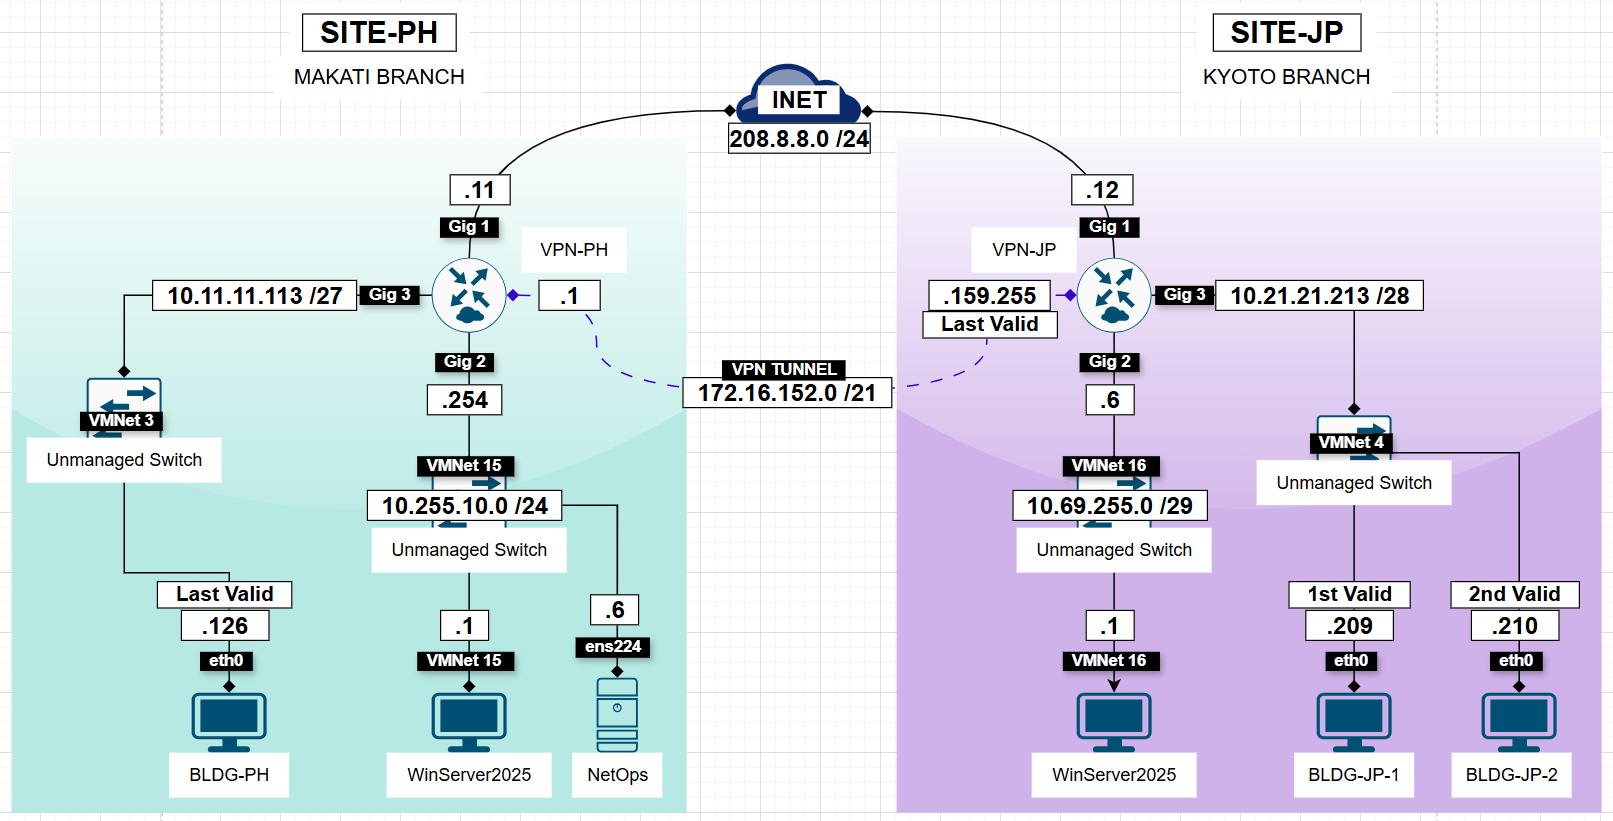 SITE-PH
MAKATI BRANCH
SITE-JP
KYOTO BRANCH
INET
208.8.8.0 /24
.11
Gig 1
VPN-PH
10.11.11.113 /27
Gig 3
.1
Gig 2
.254
VMNet 3
Unmanaged Switch
VMNet 15
10.255.10.0 /24
Unmanaged Switch
Last Valid
.126
eth0
BLDG-PH
.1
VMNet 15
WinServer2025
.6
ens224
NetOps
VPN TUNNEL
172.16.152.0 /21
.12
Gig 1
VPN-JP
.159.255
Last Valid
Gig 3
10.21.21.213 /28
Gig 2
.6
VMNet 16
10.69.255.0 /29
Unmanaged Switch
VMNet 4
Unmanaged Switch
.1
VMNet 16
WinServer2025
1st Valid
.209
eth0
BLDG-JP-1
2nd Valid
.210
eth0
BLDG-JP-2